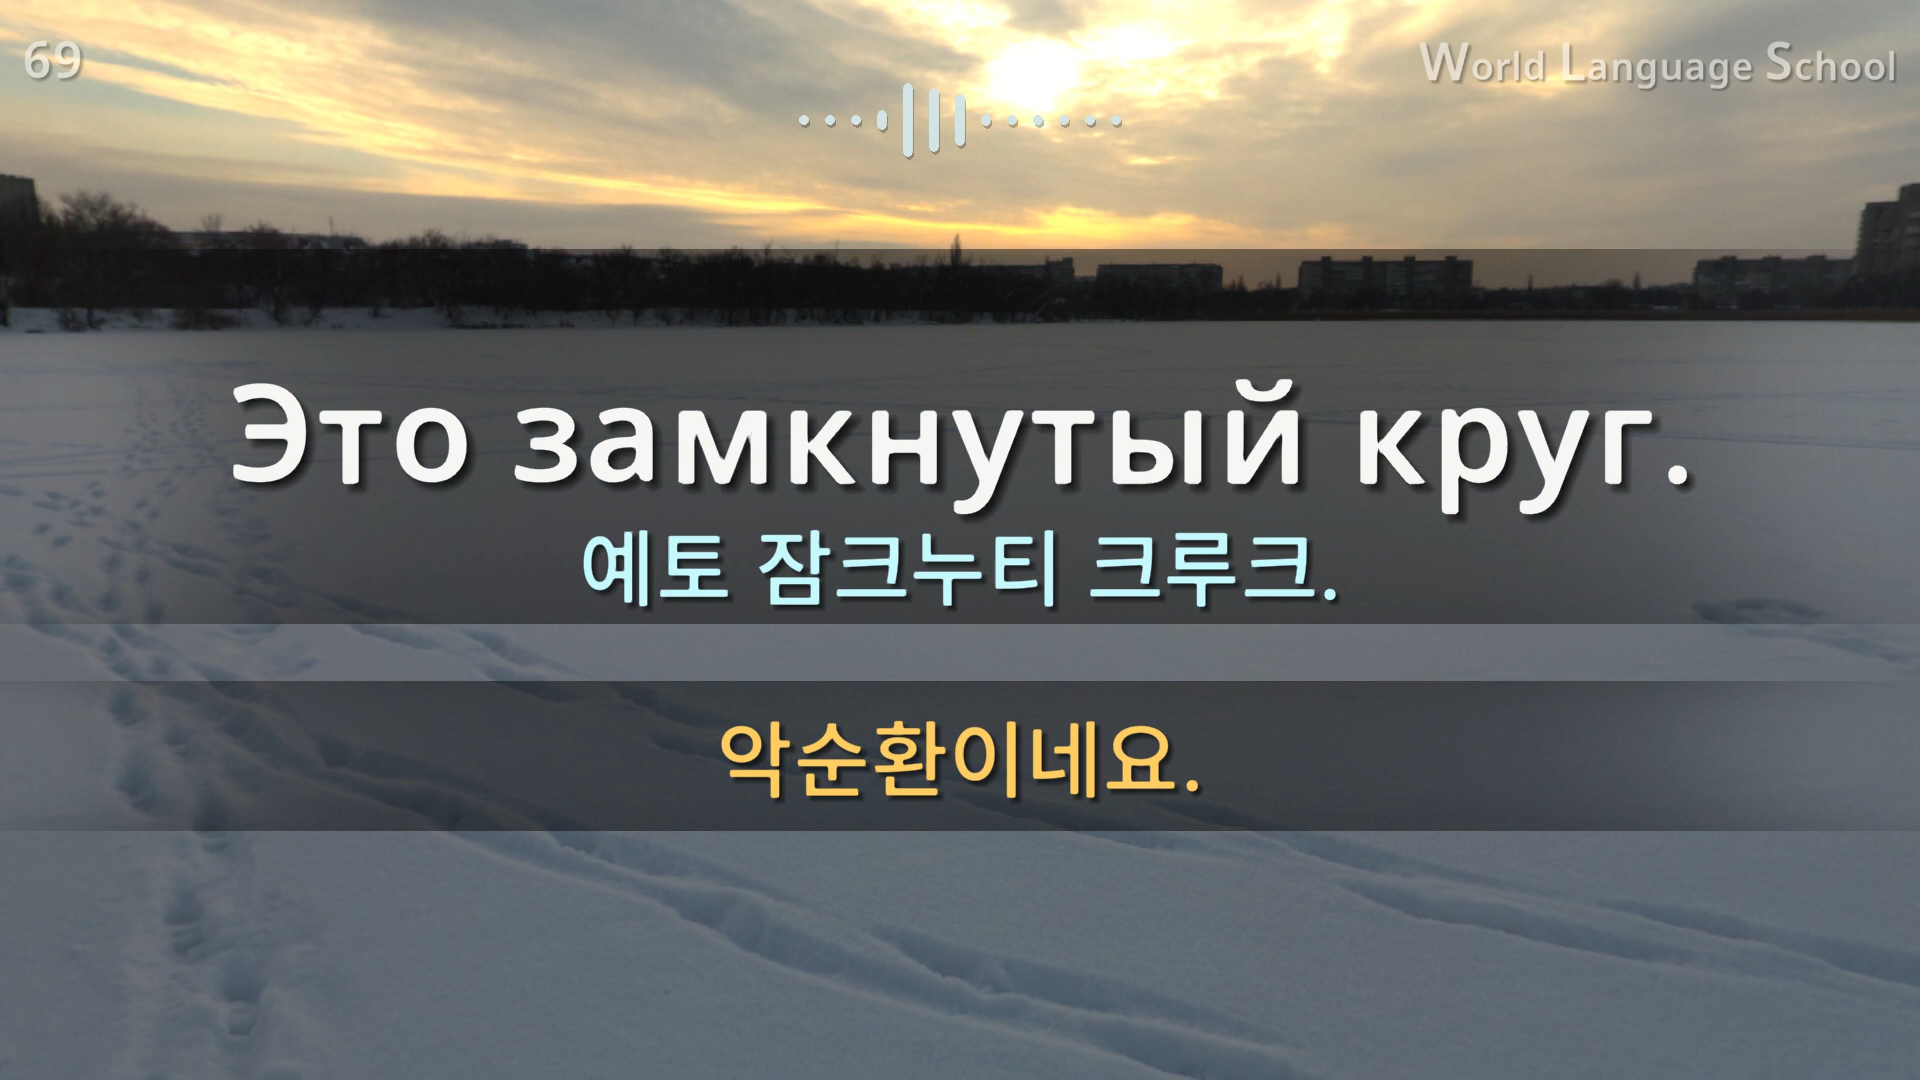 69
World Language School
Это замкнутый круг.
예토 잠크누티 크루크.
악순환이네요.